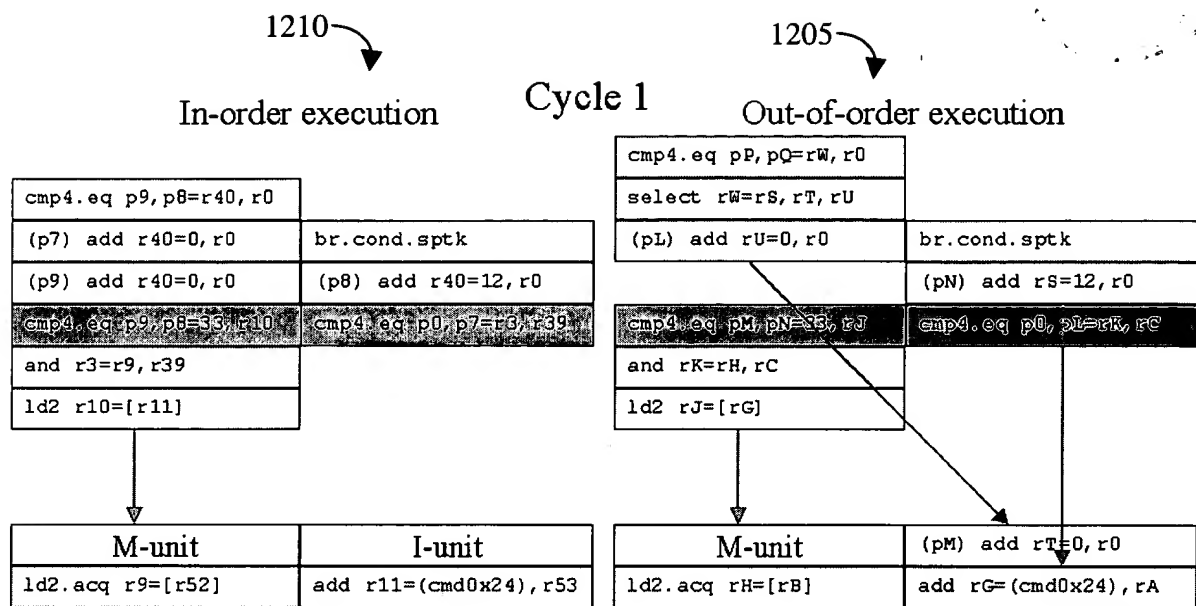 1210
1205
Cycle 1
In-order execution
Out-of-order execution
cmp4.eq p9,p8=r40,r0
(p7) add r40=0,r0
br.cond.sptk
(p9) add r40=0,r0
(p8) add r40=12,r0
cmp4.eq p9,p8=33,r10
cmp4.eq p0,p7=r3,r39
and r3=r9,r39
ld2 r10=[r11]
M-unit
I-unit
ld2.acq r9=[r52]
add r11=(cmd0x24),r53
cmp4.eq pP,pQ=rW,r0
select rW=rS,rT,rU
(pL) add rU=0,r0
br.cond.sptk
(pN) add rS=12,r0
cmp4.eq pM,pN=33,rJ
cmp4.eq p0,pL=rK,rC
and rK=rH,rC
ld2 rJ=[rG]
M-unit
(pM) add rT=0,r0
ld2.acq rH=[rB]
add rG=(cmd0x24),rA